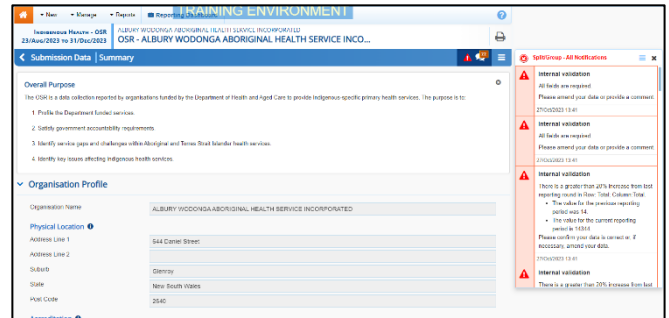 New Manage Reports Reporting Dashboard
TRAINING ENVIRONMENT
Indigenous Health - OSR
23/Aug/2023 to 31/Dec/2023
ALBURY WODONGA ABORIGINAL HEALTH SERVICE INCORPORATED
OSR - ALBURY WODONGA ABORIGINAL HEALTH SERVICE INCO...
Submission Data | Summary
Overall Purpose
The OSR is a data collection reported by organisations funded by the Department of Health and Aged Care to provide Indigenous-specific primary health services. The purpose is to:
1 Profile the Department funded services.
2 Satisfy government accountability requirements
3 Identify service gaps and challenges within Aboriginal and Torres Strait Islander health services.
4 Identify key issues affecting indigenous health services.
Organisation Profile
Organisation Name
ALBURY WODONGA ABORIGINAL HEALTH SERVICE INCORPORATED
Physical Location
Address Line 1
644 Daniel Street
Address Line 2
Suburb
Glenroy
State
New South Wales
Post Code
2640
Accreditation
Split/Group - All Notifications
Internal validation
All fields are required
Please amend your data or provide a comment
27/Oct/2023 13:41
Internal validation
All fields are required
Please amend your data or provide a comment
27/Oct/2023 13:41
Internal validation
There is a greater than 20% increase from last
reporting round in Row: Total, Column Total.
• The value for the previous reporting
period was 14.
• The value for the current reporting
period is 14344
Please confirm your data is correct or, if
necessary, amend your data.
27/Oct/2023 13:41
Internal validation
There is a greater than 20% increase from last